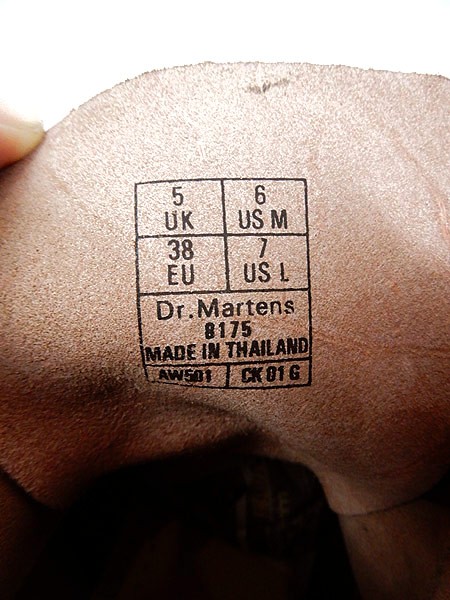 5 6
UK US M
38 7
EU US L
Dr.Martens
8175
MADE IN THAILAND
AW501 CK 01 G